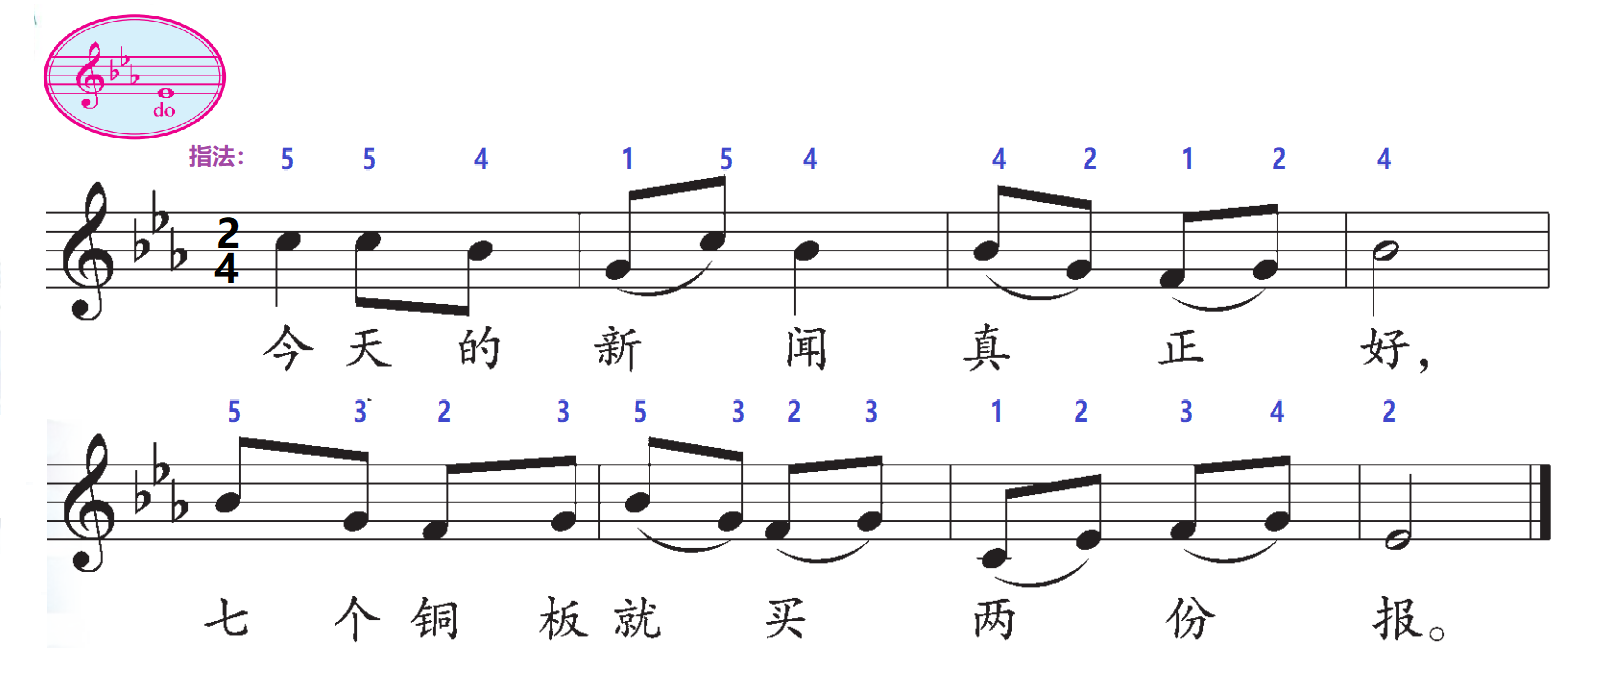 do
指法： 5 5 4 1 5 4 4 2 1 2 4
2
4
今 天 的 新 闻 真 正 好，
5 3 2 3 5 3 2 3 1 2 3 4 2
七 个 铜 板 就 买 两 份 报。